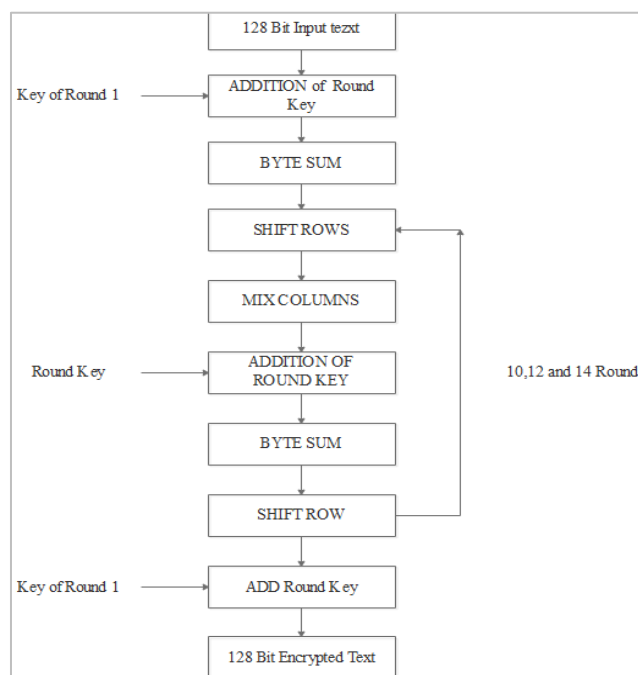 128 Bit Input tezxt
Key of Round 1
ADDITION of Round
Key
BYTE SUM
SHIFT ROWS
MIX COLUMNS
Round Key
ADDITION OF
ROUND KEY
10,12 and 14 Round
BYTE SUM
SHIFT ROW
Key of Round 1
ADD Round Key
128 Bit Encrypted Text